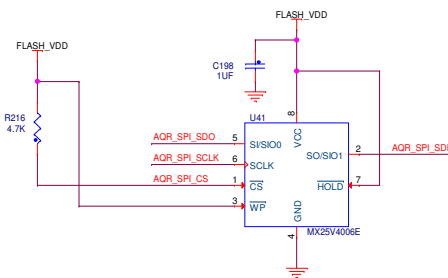 FLASH_VDD
FLASH_VDD
C198
1UF
R216
4.7K
U41
8
VCC
AQR_SPI_SDO
5
SI/SIO0
SO/SIO1
2
AQR_SPI_SDI
AQR_SPI_SCLK
6
SCLK
AQR_SPI_CS
1
CS
HOLD
7
3
WP
GND
4
MX25V4006E